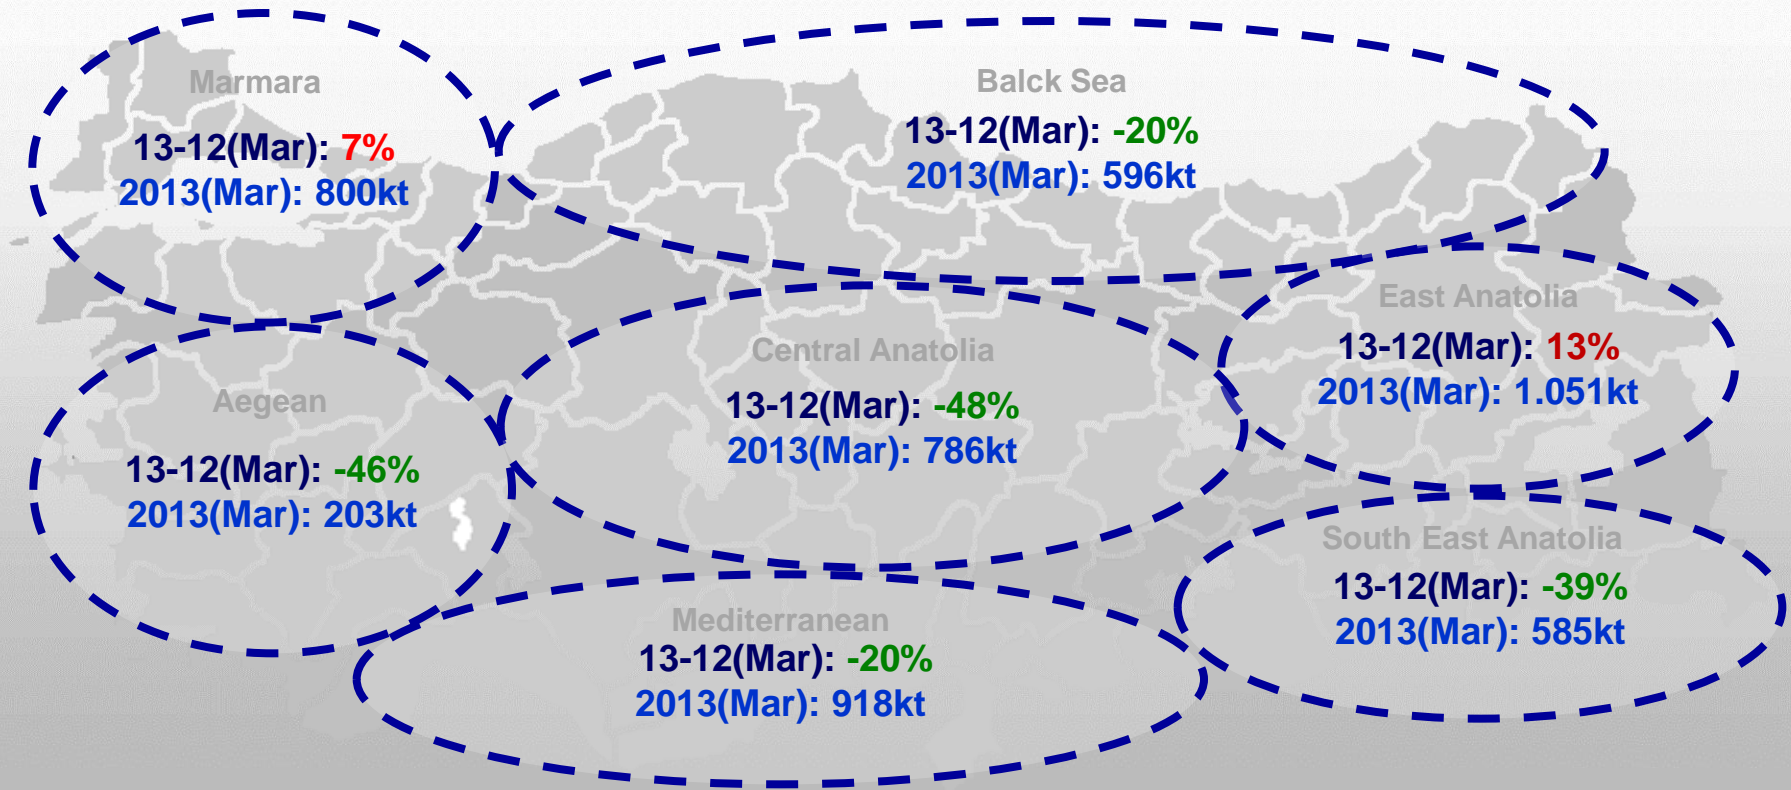 Marmara
13-12(Mar): 7%
2013(Mar): 800kt
Balck Sea
13-12(Mar): -20%
2013(Mar): 596kt
East Anatolia
13-12(Mar): 13%
2013(Mar): 1.051kt
Central Anatolia
13-12(Mar): -48%
2013(Mar): 786kt
Aegean
13-12(Mar): -46%
2013(Mar): 203kt
South East Anatolia
13-12(Mar): -39%
2013(Mar): 585kt
Mediterranean
13-12(Mar): -20%
2013(Mar): 918kt